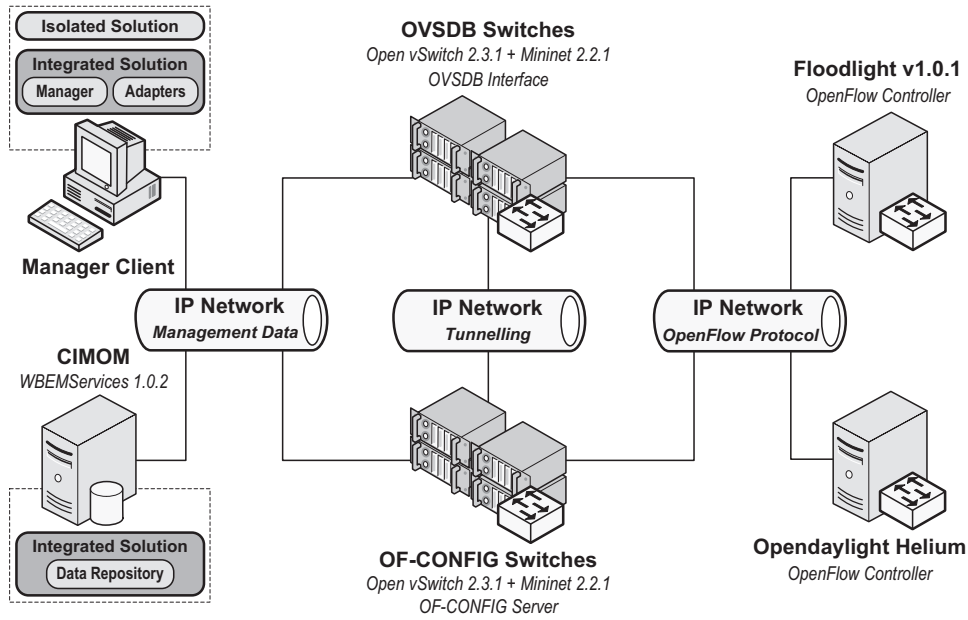 Isolated Solution
Integrated Solution
Manager
Adapters
Manager Client
OVSDB Switches
Open vSwitch 2.3.1 + Mininet 2.2.1
OVSDB Interface
Floodlight v1.0.1
OpenFlow Controller
IP Network
Management Data
IP Network
Tunnelling
IP Network
OpenFlow Protocol
CIMOM
WBEMServices 1.0.2
Integrated Solution
Data Repository
OF-CONFIG Switches
Open vSwitch 2.3.1 + Mininet 2.2.1
OF-CONFIG Server
Opendaylight Helium
OpenFlow Controller